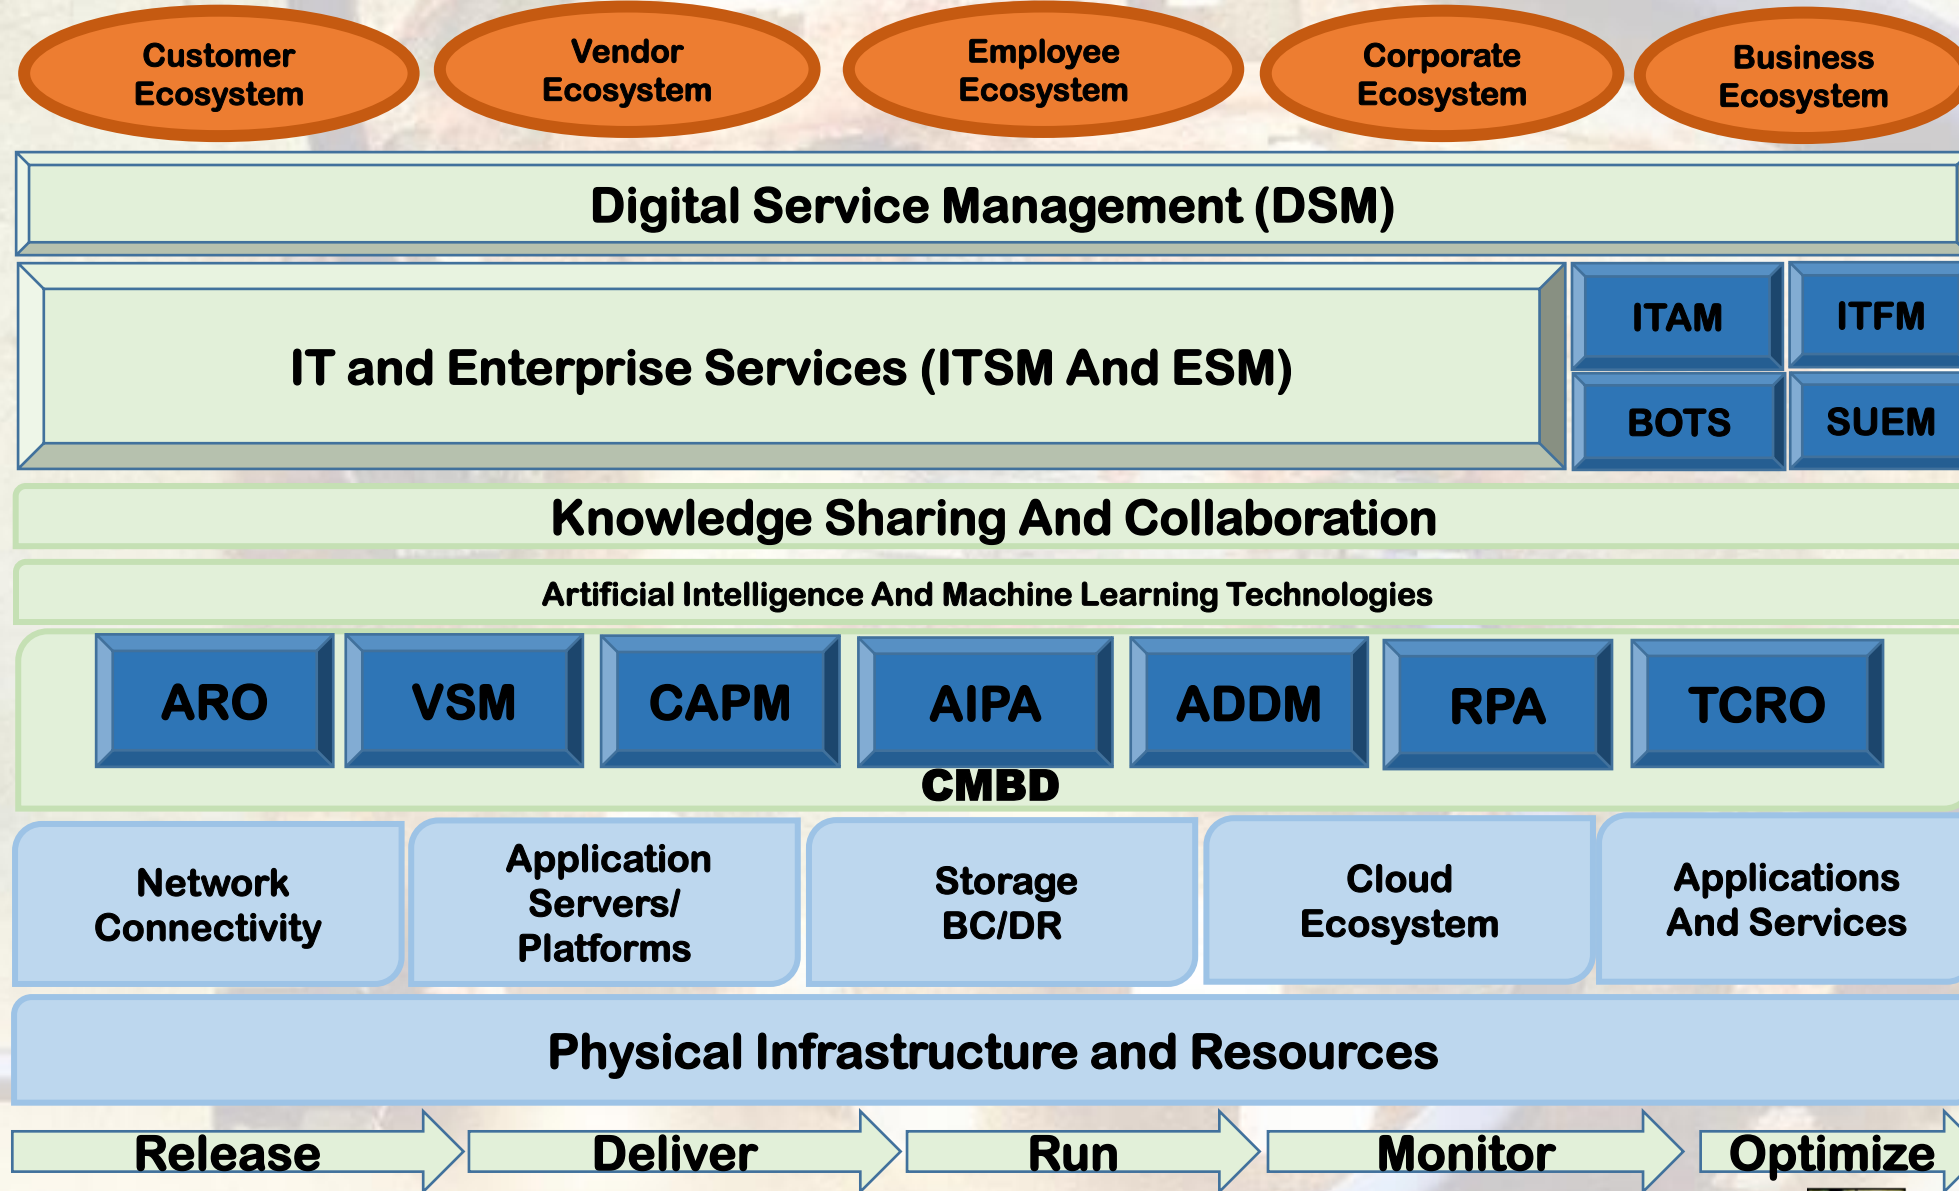 Customer
Ecosystem
Vendor
Ecosystem
Employee
Ecosystem
Corporate
Ecosystem
Business
Ecosystem
Digital Service Management (DSM)
IT and Enterprise Services (ITSM And ESM)
ITAM
ITFM
BOTS
SUEM
Knowledge Sharing And Collaboration
Artificial Intelligence And Machine Learning Technologies
ARO
VSM
CAPM
AIPA
ADDM
RPA
TCRO
CMBD
Network
Connectivity
Application
Servers/
Platforms
Storage
BC/DR
Cloud
Ecosystem
Applications
And Services
Physical Infrastructure and Resources
Release
Deliver
Run
Monitor
Optimize